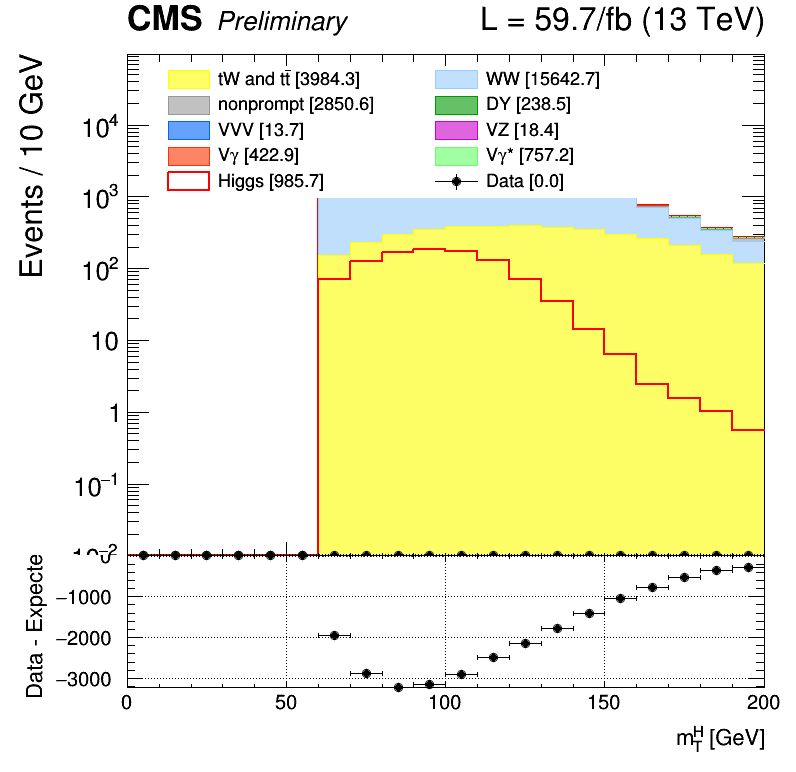 CMS Preliminary L = 59.7/fb (13 TeV)
Events / 10 GeV
tW and tt̄ [3984.3] WW [15642.7]
nonprompt [2850.6] DY [238.5]
VVV [13.7] VZ [18.4]
Vγ [422.9] Vγ* [757.2]
Higgs [985.7] Data [0.0]
10⁴
10³
10²
10
1
10⁻¹
10⁻²
Data - Expecte
0
−1000
−2000
−3000
0 50 100 150 200
m_T^H [GeV]